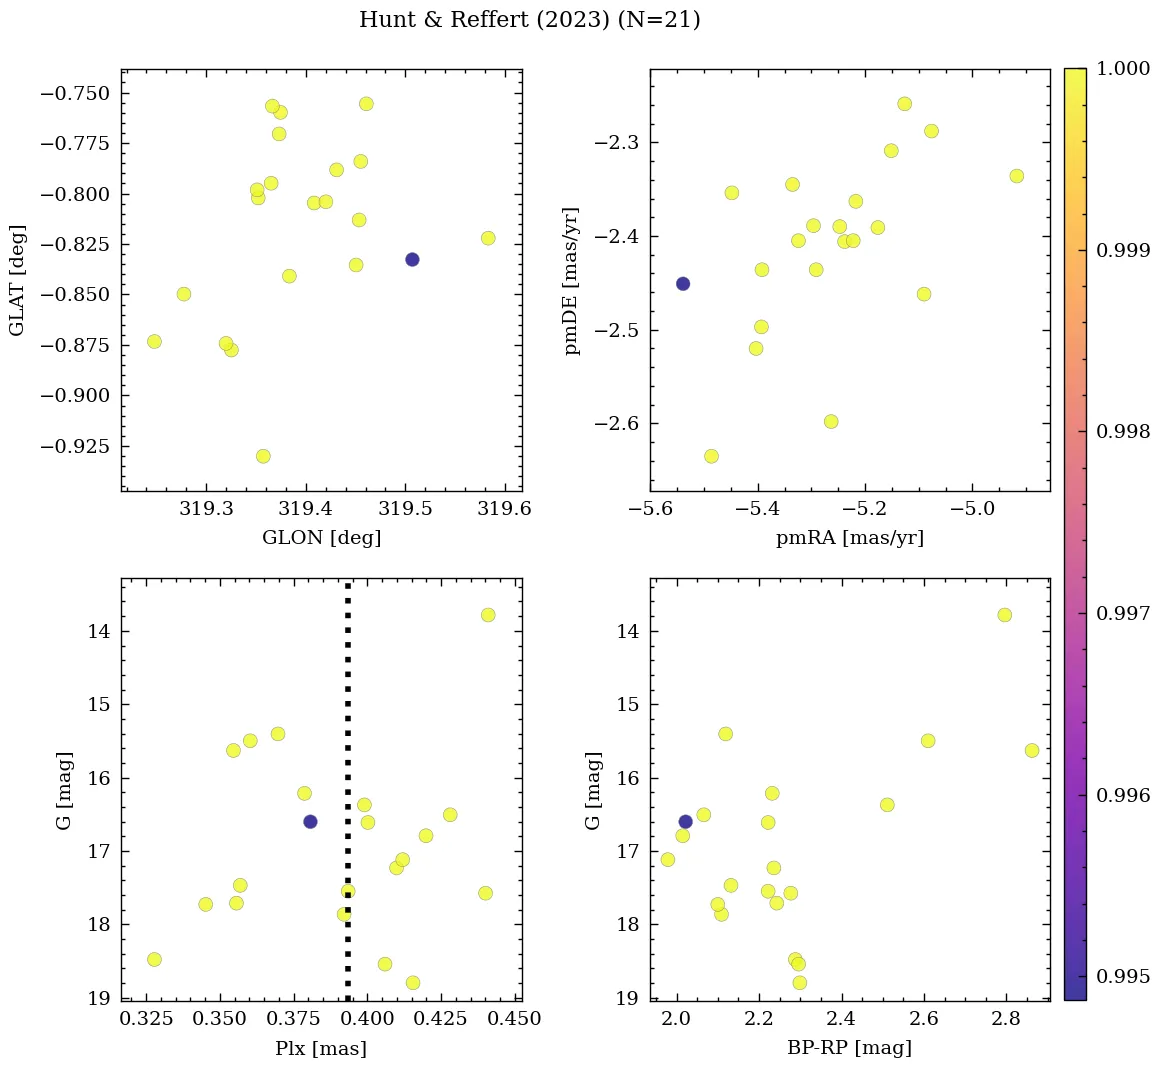 Hunt & Reffert (2023) (N=21)
−0.750
−0.775
−0.800
−0.825
−0.850
−0.875
−0.900
−0.925
GLAT [deg]
319.3 319.4 319.5 319.6
GLON [deg]
−2.3
−2.4
−2.5
−2.6
pmDE [mas/yr]
−5.6 −5.4 −5.2 −5.0
pmRA [mas/yr]
14
15
16
17
18
19
G [mag]
0.325 0.350 0.375 0.400 0.425 0.450
Plx [mas]
14
15
16
17
18
19
G [mag]
2.0 2.2 2.4 2.6 2.8
BP-RP [mag]
1.000
0.999
0.998
0.997
0.996
0.995